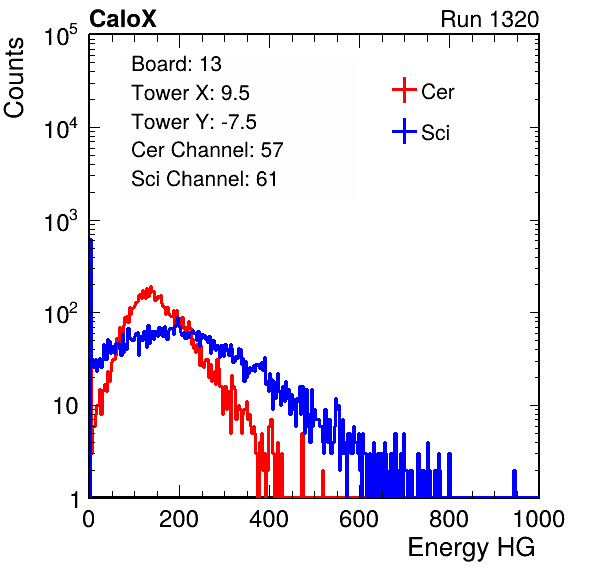 CaloX Run 1320
Counts
Board: 13
Tower X: 9.5
Tower Y: -7.5
Cer Channel: 57
Sci Channel: 61
Cer
Sci
10^5
10^4
10^3
10^2
10
1
0 200 400 600 800 1000
Energy HG